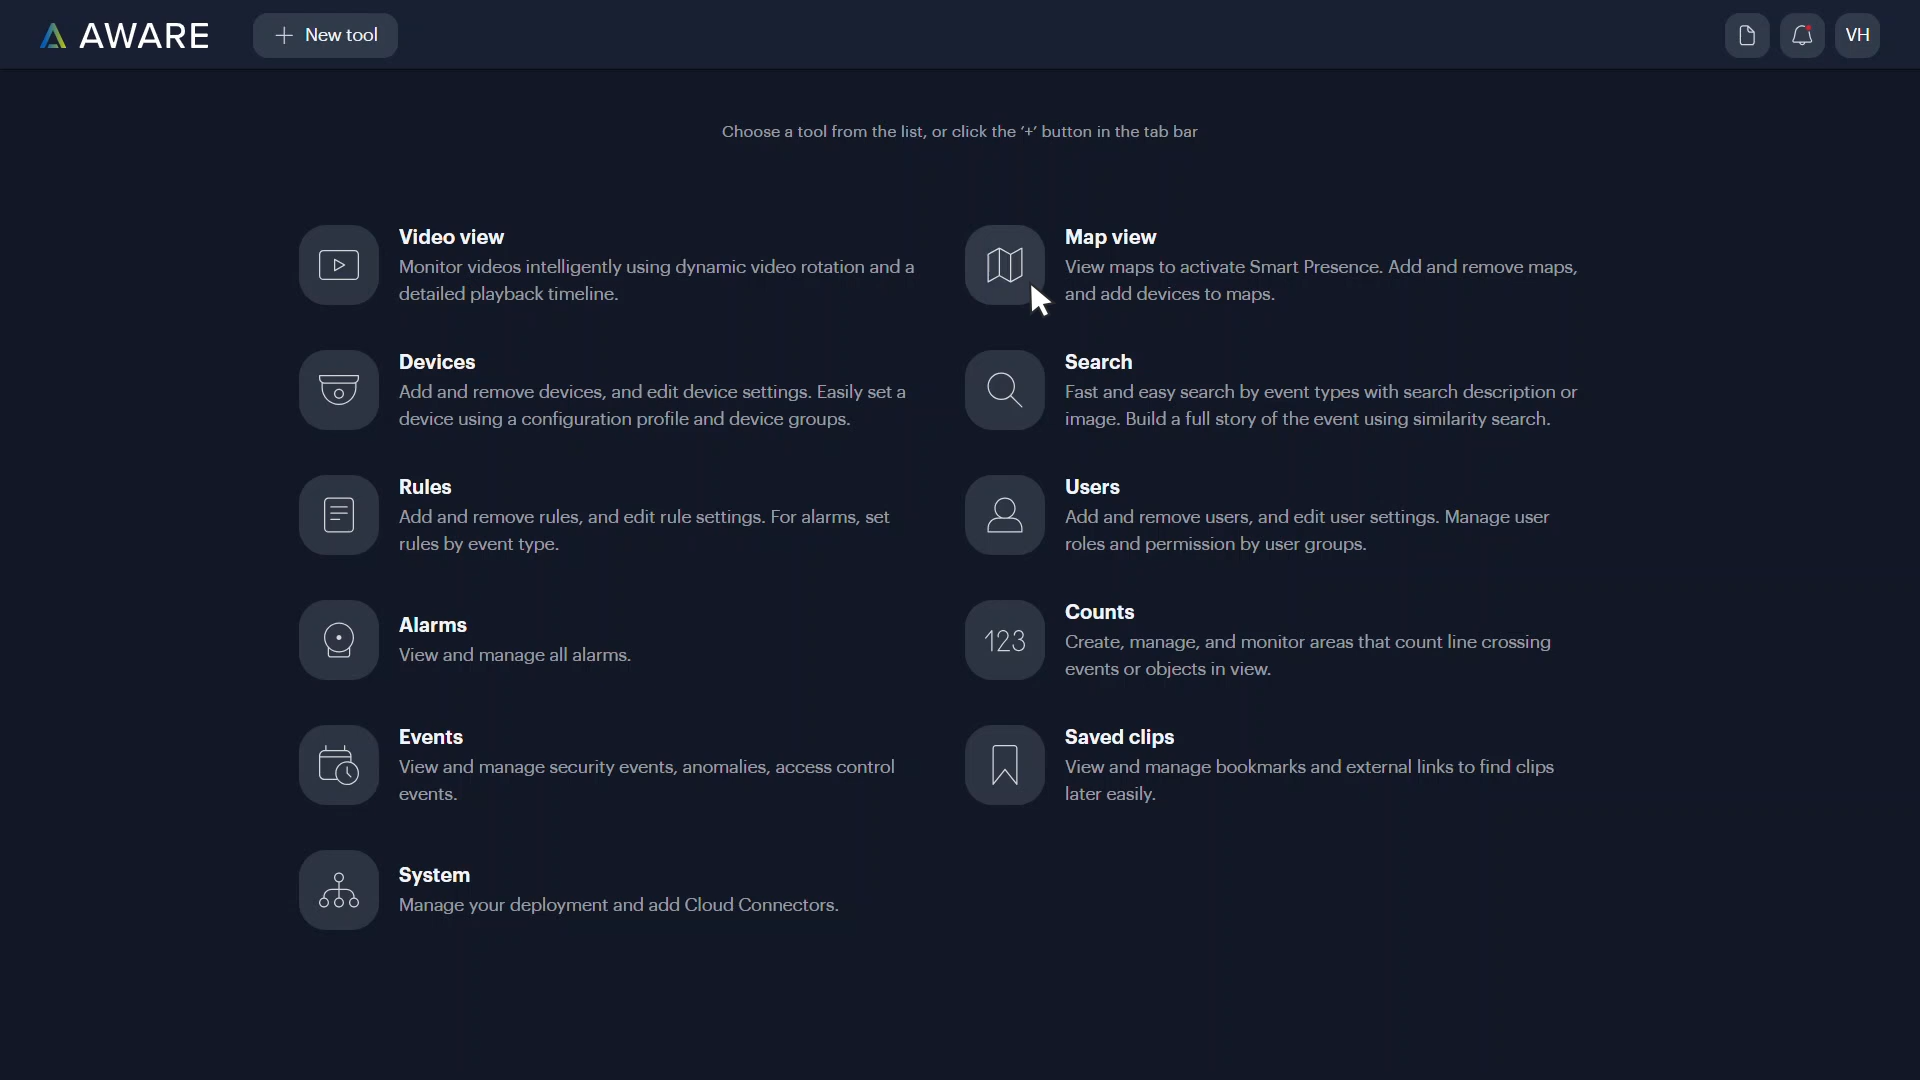 AWARE
New tool
VH
Choose a tool from the list, or click the '+' button in the tab bar
Video view
Monitor videos intelligently using dynamic video rotation and a
detailed playback timeline.
Map view
View maps to activate Smart Presence. Add and remove maps,
and add devices to maps.
Devices
Add and remove devices, and edit device settings. Easily set a
device using a configuration profile and device groups.
Search
Fast and easy search by event types with search description or
image. Build a full story of the event using similarity search.
Rules
Add and remove rules, and edit rule settings. For alarms, set
rules by event type.
Users
Add and remove users, and edit user settings. Manage user
roles and permission by user groups.
Alarms
View and manage all alarms.
123
Counts
Create, manage, and monitor areas that count line crossing
events or objects in view.
Events
View and manage security events, anomalies, access control
events.
Saved clips
View and manage bookmarks and external links to find clips
later easily.
System
Manage your deployment and add Cloud Connectors.